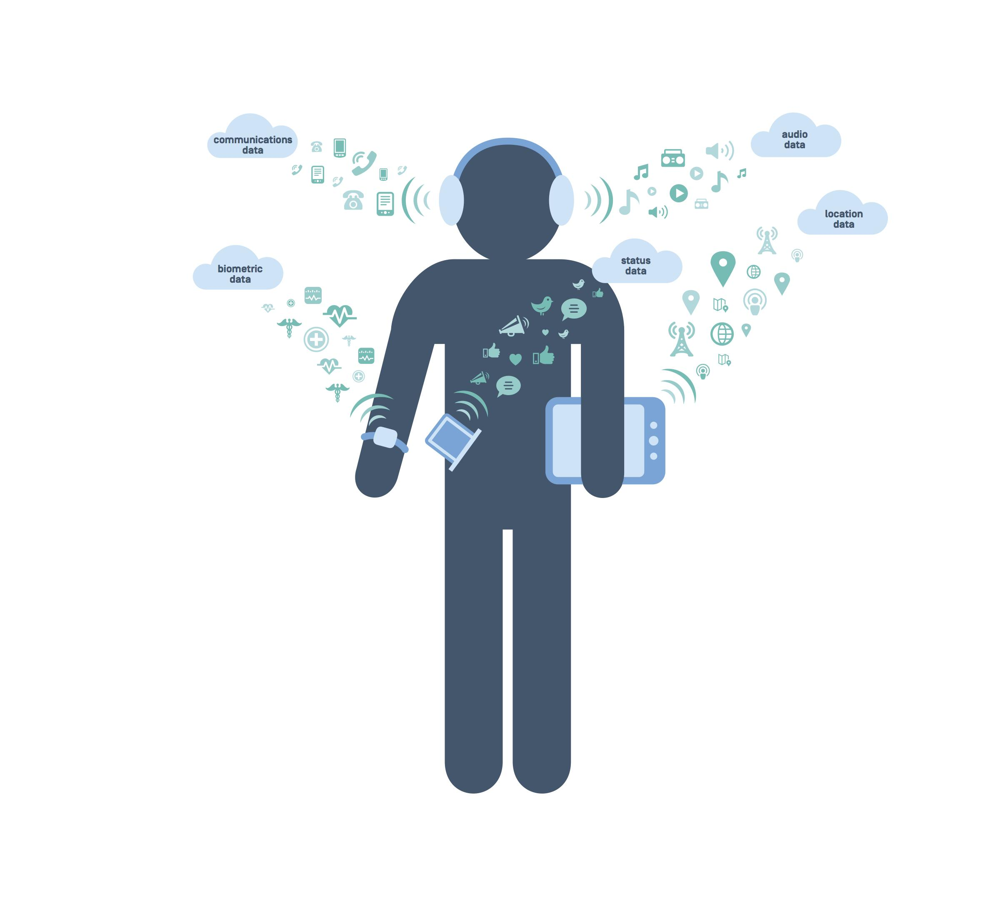 communications
data
audio
data
location
data
status
data
biometric
data